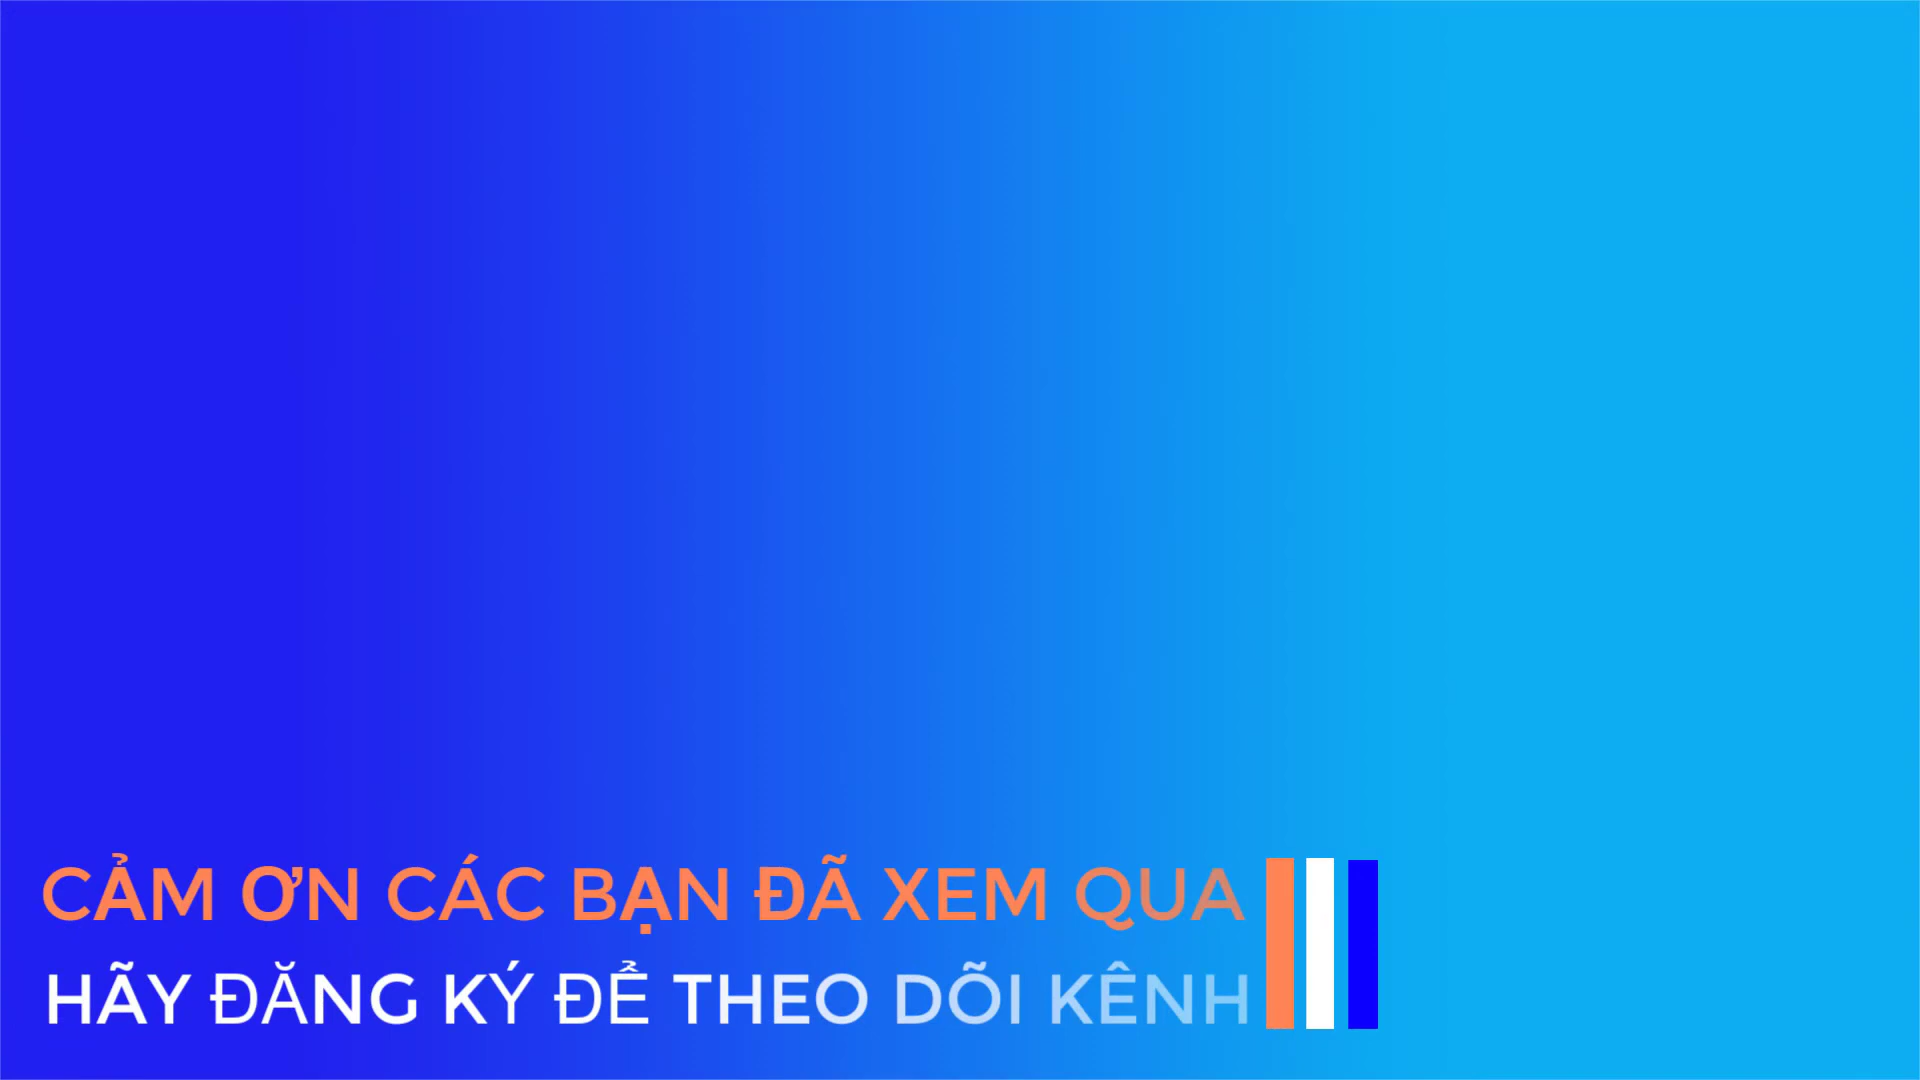 CẢM ƠN CÁC BẠN ĐÃ XEM QUA
HÃY ĐĂNG KÝ ĐỂ THEO DÕI KÊNH